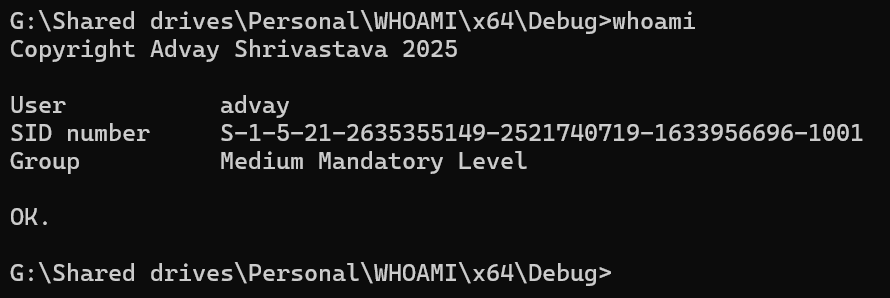 G:\Shared drives\Personal\WHOAMI\x64\Debug>whoami
Copyright Advay Shrivastava 2025
User advay
SID number S-1-5-21-2635355149-2521740719-1633956696-1001
Group Medium Mandatory Level
OK.
G:\Shared drives\Personal\WHOAMI\x64\Debug>